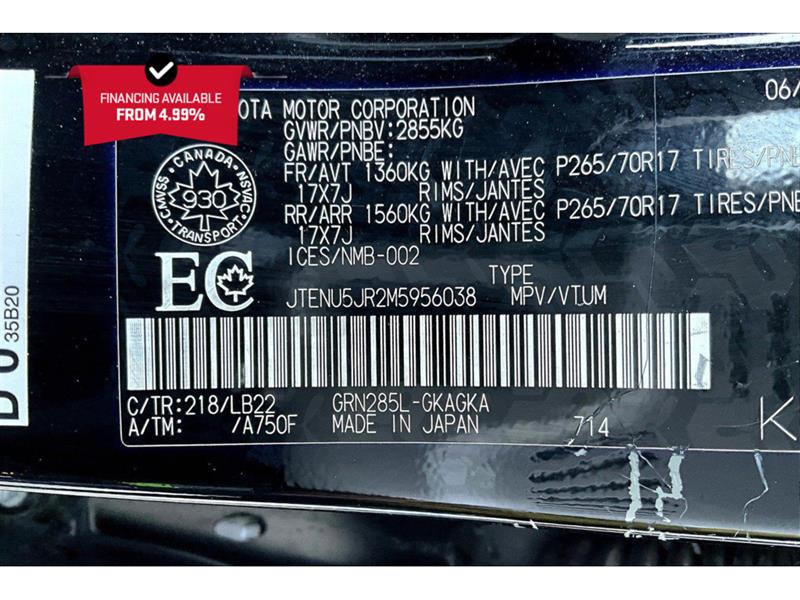 FINANCING AVAILABLE
FROM 4.99%
OTA MOTOR CORPORATION
06/
GVWR/PNBV:2855KG
GAWR/PNBE:
FR/AVT 1360KG WITH/AVEC P265/70R17 TIRES/PNE
17X7J RIMS/JANTES
RR/ARR 1560KG WITH/AVEC P265/70R17 TIRES/PNE
17X7J RIMS/JANTES
ICES/NMB-002
CANADA
CMVSS 930 NSVAC
TRANSPORT
EC
TYPE
JTENU5JR2M5956038 MPV/VTUM
C/TR:218/LB22 GRN285L-GKAGKA
A/TM: /A750F MADE IN JAPAN 714
K
35B20